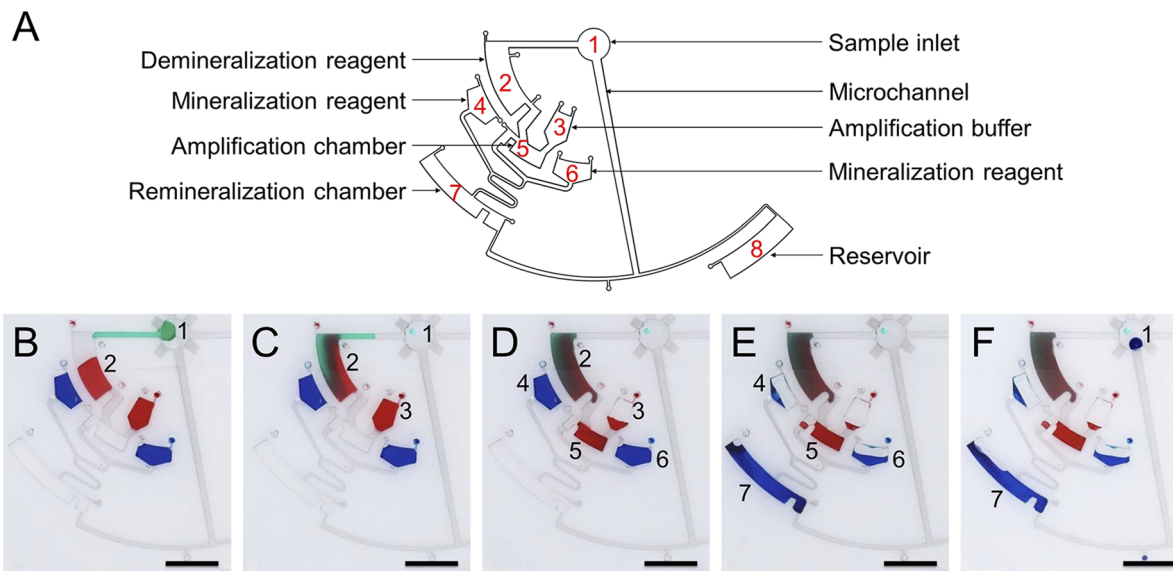 A
Demineralization reagent
Mineralization reagent
Amplification chamber
Remineralization chamber
1
2
3
4
5
6
7
8
Sample inlet
Microchannel
Amplification buffer
Mineralization reagent
Reservoir
B
1
2
C
1
2
3
D
2
4
3
5
6
E
4
5
6
7
F
1
7